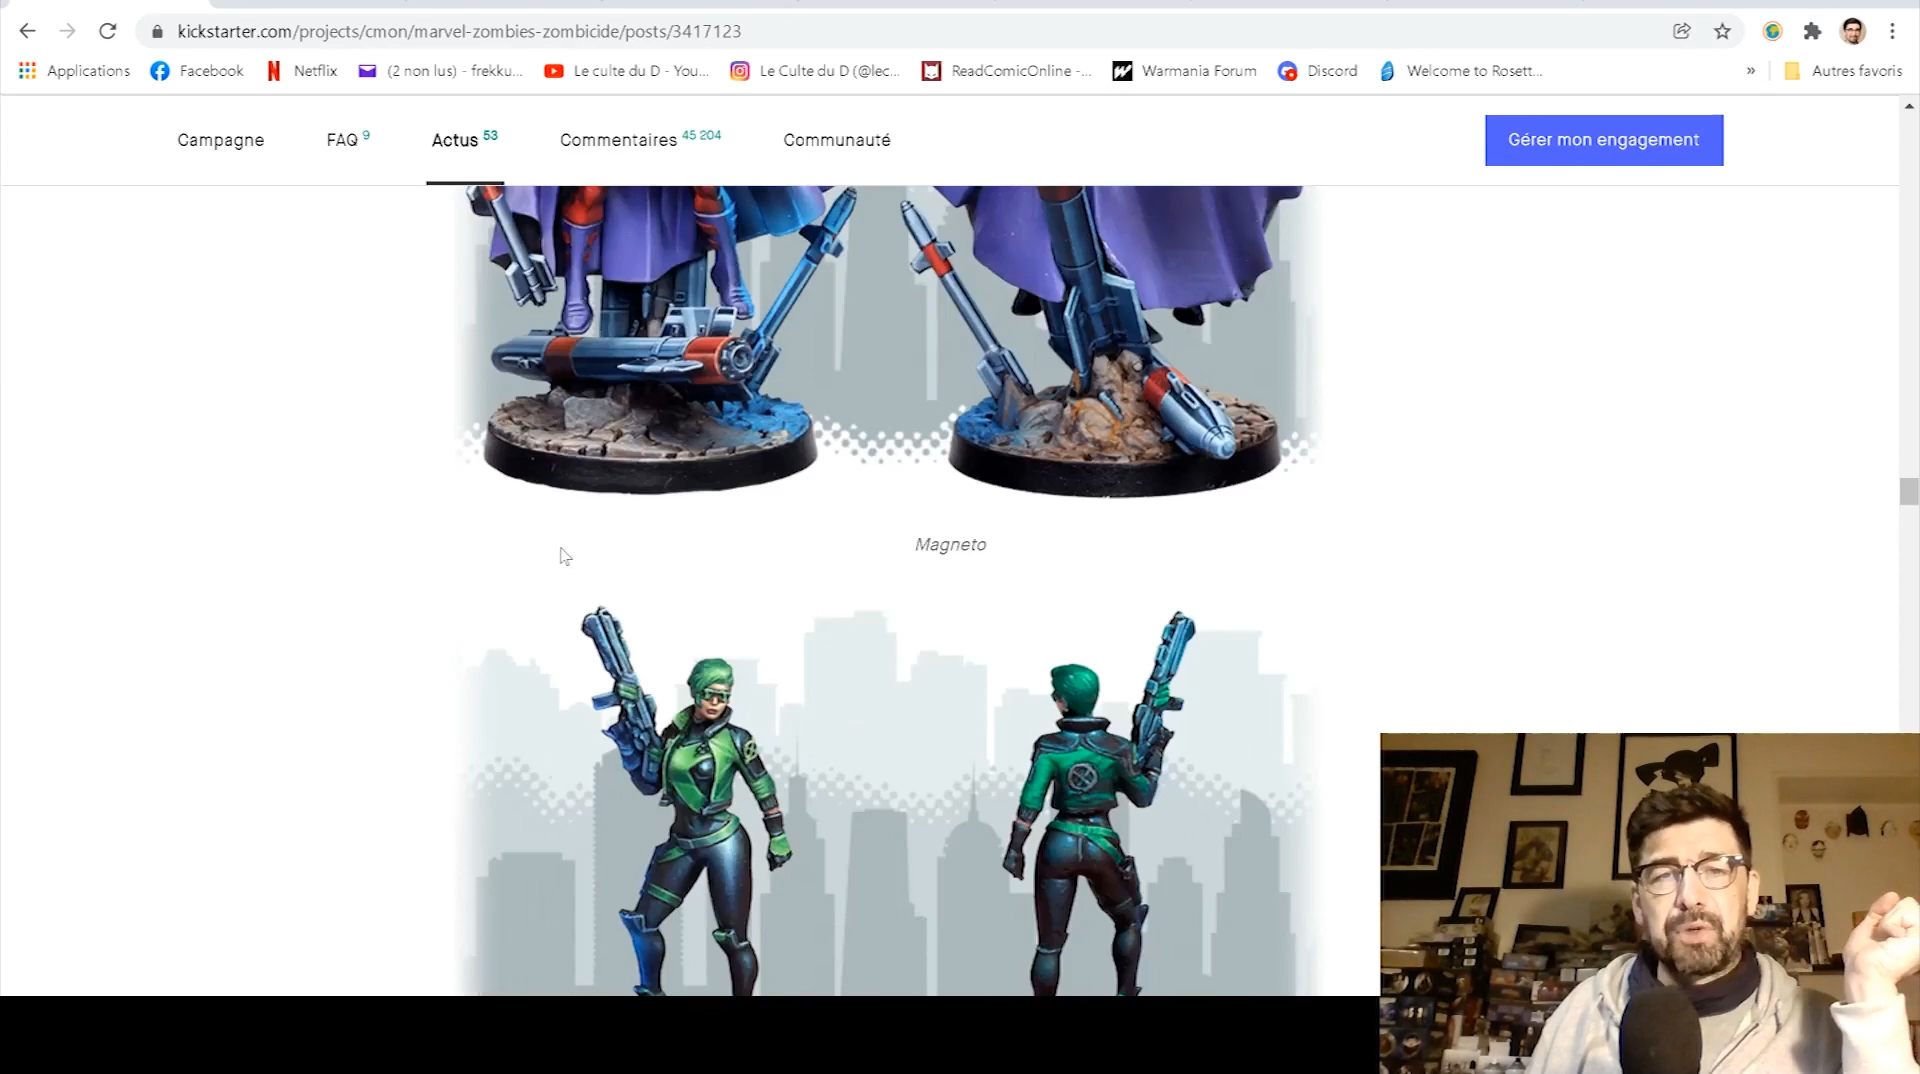 kickstarter.com/projects/cmon/marvel-zombies-zombicide/posts/3417123
Applications Facebook Netflix (2 non lus) - frekku... Le culte du D - You... Le Culte du D (@lec... ReadComicOnline -... Warmania Forum Discord Welcome to Rosett... » Autres favoris
Campagne FAQ 9 Actus 53 Commentaires 45 204 Communauté Gérer mon engagement
Magneto